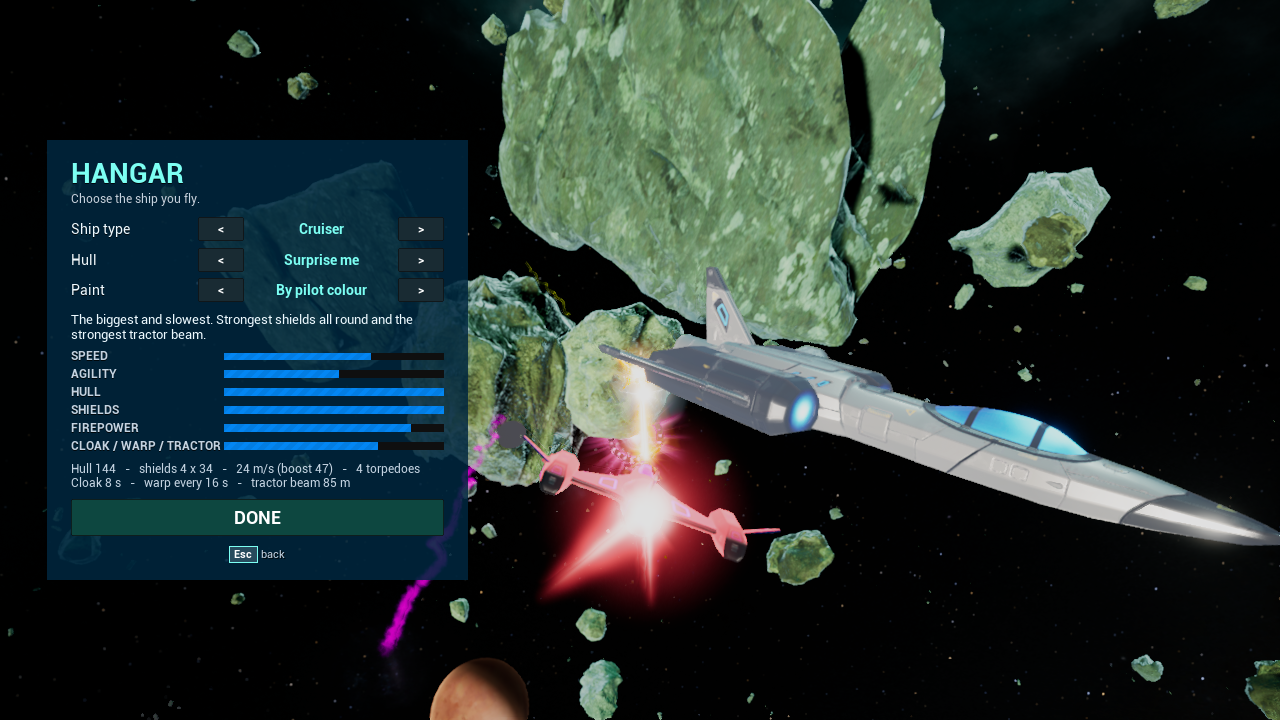 HANGAR
Choose the ship you fly.
Ship type < Cruiser >
Hull < Surprise me >
Paint < By pilot colour >
The biggest and slowest. Strongest shields all round and the
strongest tractor beam.
SPEED
AGILITY
HULL
SHIELDS
FIREPOWER
CLOAK / WARP / TRACTOR
Hull 144 - shields 4 x 34 - 24 m/s (boost 47) - 4 torpedoes
Cloak 8 s - warp every 16 s - tractor beam 85 m
DONE
Esc back